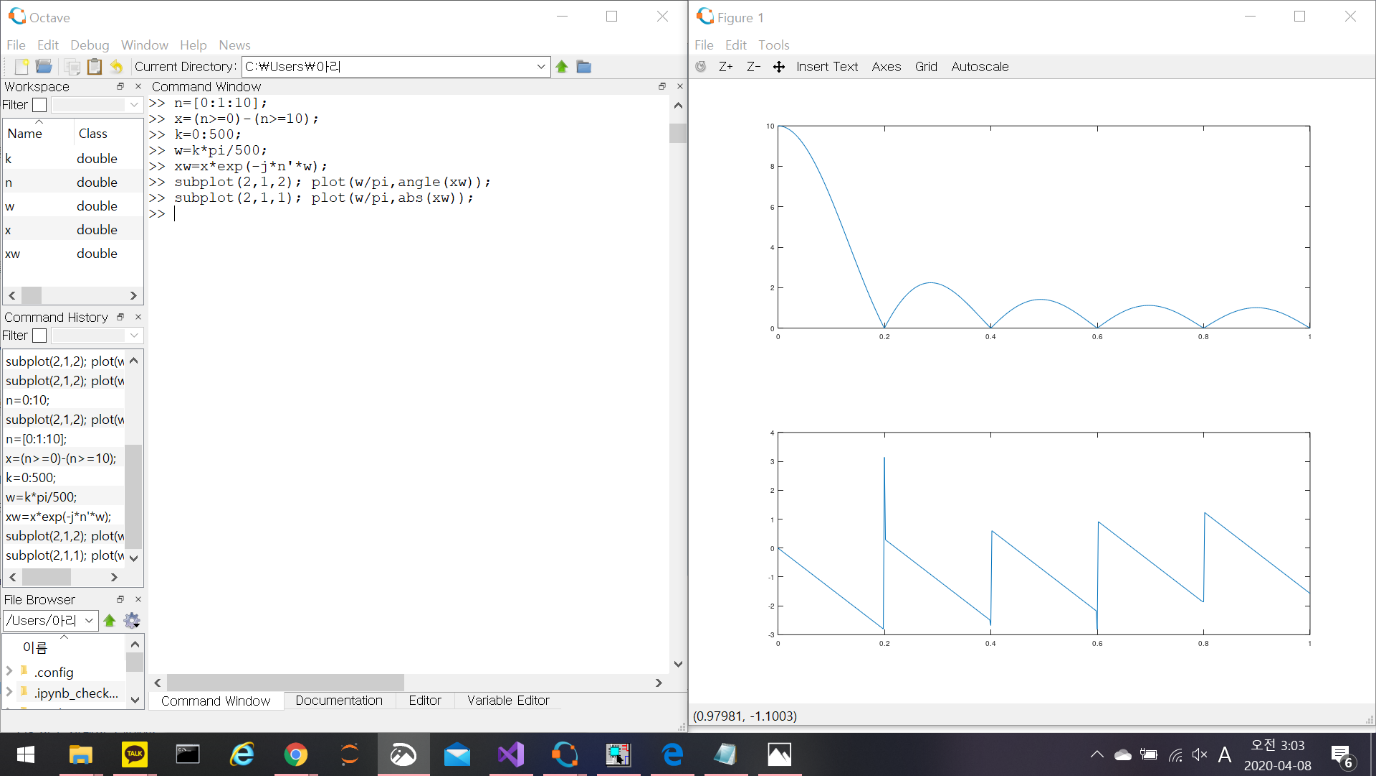 Octave
File Edit Debug Window Help News
Current Directory: C:₩Users₩아리
Workspace
Filter
Name Class
k double
n double
w double
x double
xw double
Command History
Filter
subplot(2,1,2); plot(w
subplot(2,1,2); plot(w
n=0:10;
subplot(2,1,2); plot(w
n=[0:1:10];
x=(n>=0)-(n>=10);
k=0:500;
w=k*pi/500;
xw=x*exp(-j*n'*w);
subplot(2,1,2); plot(w
subplot(2,1,1); plot(w
File Browser
/Users/아리
이름
.config
.ipynb_check...
Command Window
>> n=[0:1:10];
>> x=(n>=0)-(n>=10);
>> k=0:500;
>> w=k*pi/500;
>> xw=x*exp(-j*n'*w);
>> subplot(2,1,2); plot(w/pi,angle(xw));
>> subplot(2,1,1); plot(w/pi,abs(xw));
>>
Command Window Documentation Editor Variable Editor
Figure 1
File Edit Tools
Z+ Z- Insert Text Axes Grid Autoscale
10
8
6
4
2
0
0 0.2 0.4 0.6 0.8 1
4
3
2
1
0
-1
-2
-3
0 0.2 0.4 0.6 0.8 1
(0.97981, -1.1003)
TALK
A
오전 3:03
2020-04-08
6